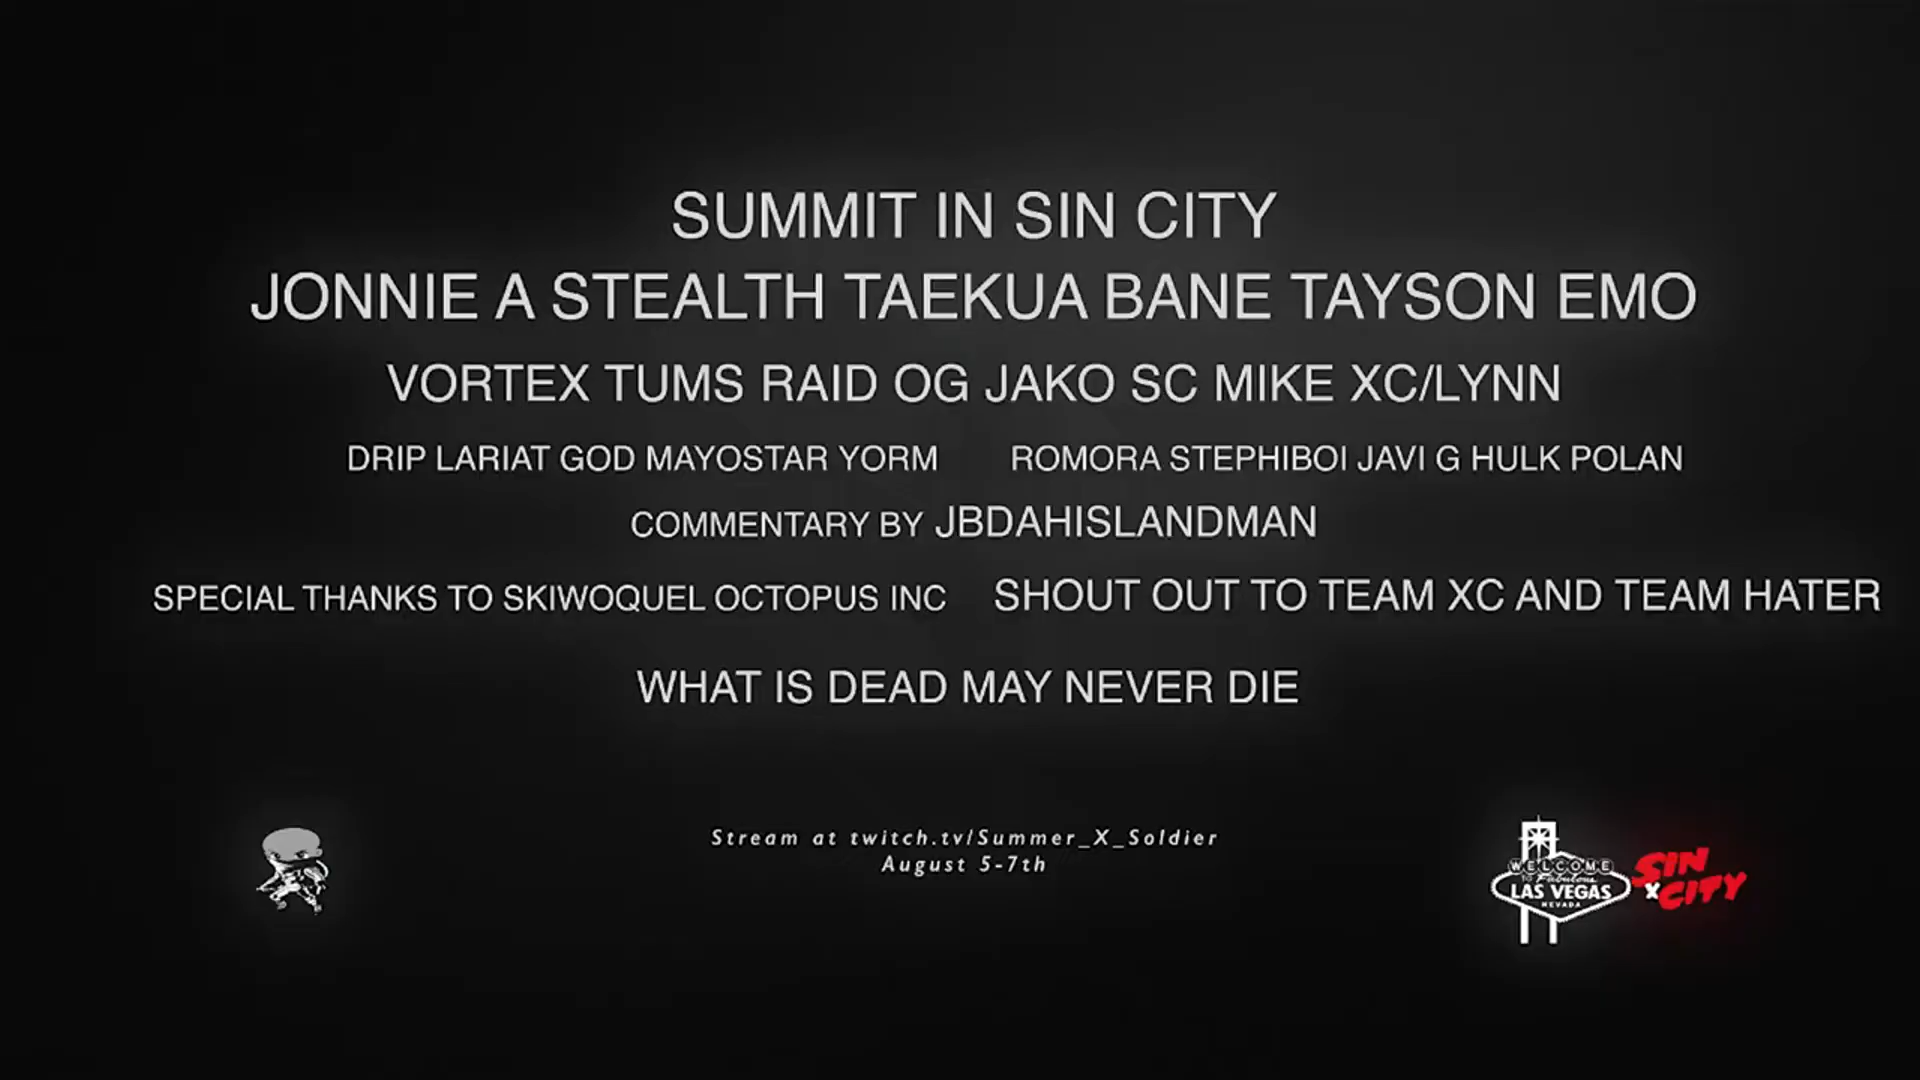 SUMMIT IN SIN CITY
JONNIE A STEALTH TAEKUA BANE TAYSON EMO
VORTEX TUMS RAID OG JAKO SC MIKE XC/LYNN
DRIP LARIAT GOD MAYOSTAR YORM ROMORA STEPHIBOI JAVI G HULK POLAN
COMMENTARY BY JBDAHISLANDMAN
SPECIAL THANKS TO SKIWOQUEL OCTOPUS INC SHOUT OUT TO TEAM XC AND TEAM HATER
WHAT IS DEAD MAY NEVER DIE
Stream at twitch.tv/Summer_X_Soldier
August 5-7th
WELCOME
TO Fabulous
LAS VEGAS
NEVADA
SIN
X CITY